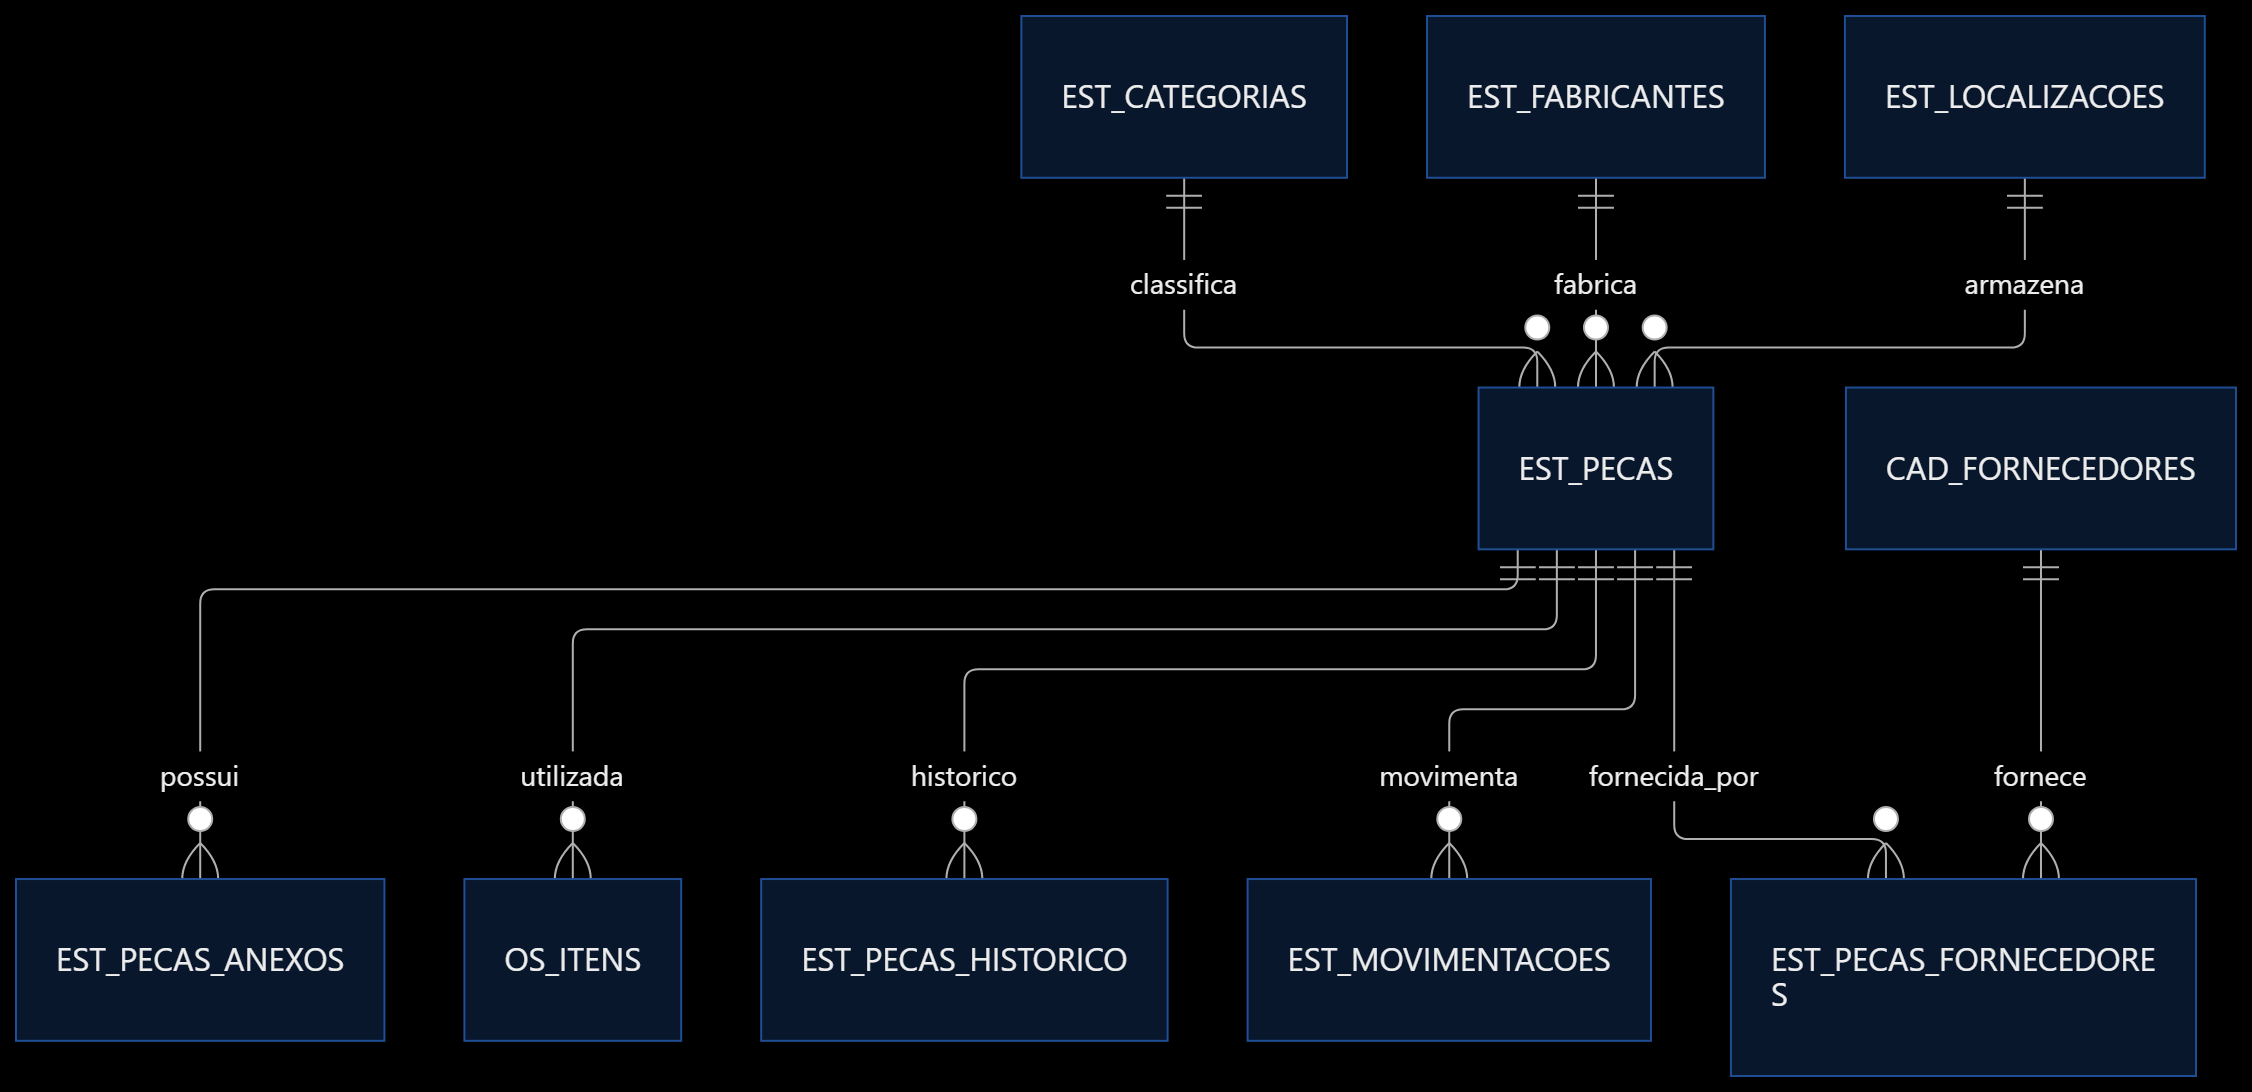 EST_CATEGORIAS
EST_FABRICANTES
EST_LOCALIZACOES
classifica
fabrica
armazena
EST_PECAS
CAD_FORNECEDORES
possui
utilizada
historico
movimenta
fornecida_por
fornece
EST_PECAS_ANEXOS
OS_ITENS
EST_PECAS_HISTORICO
EST_MOVIMENTACOES
EST_PECAS_FORNECEDORE
S